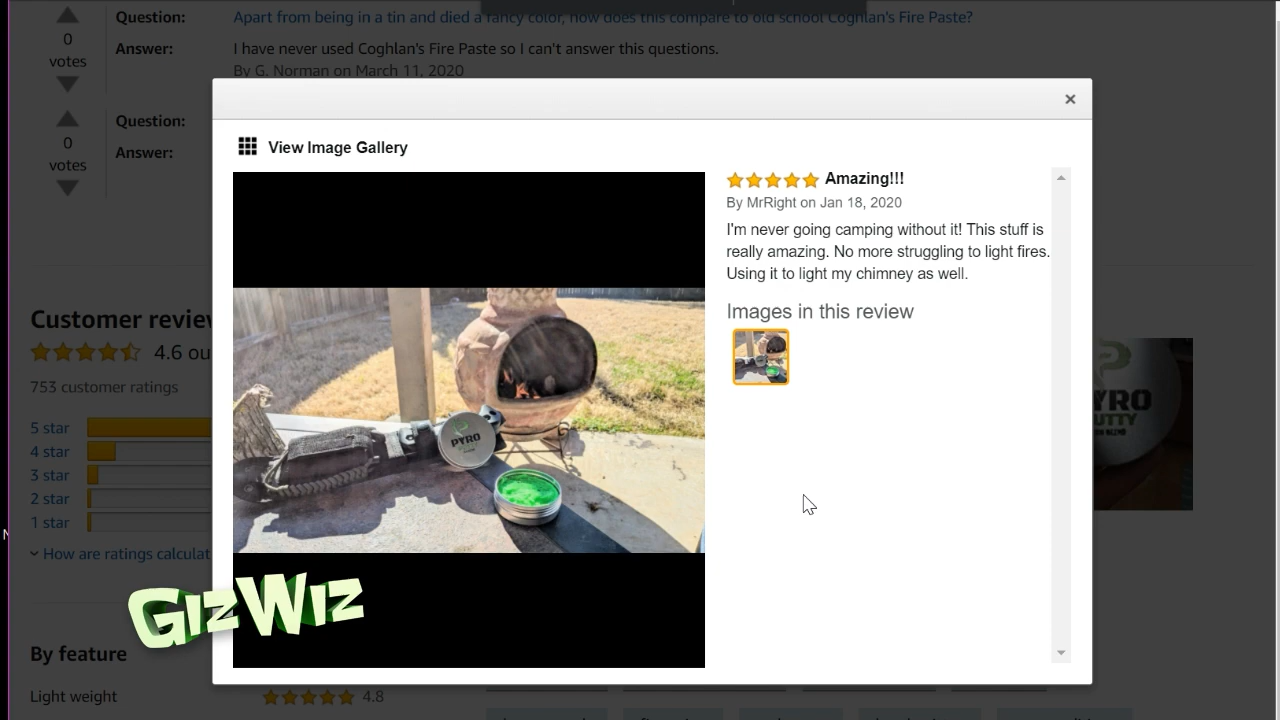 Question:
Apart from being in a tin and died a fancy color, how does this compare to old school Coghlan's Fire Paste?
0
votes
Answer:
I have never used Coghlan's Fire Paste so I can't answer this questions.
By G. Norman on March 11, 2020
Question:
0
votes
Answer:
View Image Gallery
Amazing!!!
By MrRight on Jan 18, 2020
I'm never going camping without it! This stuff is
really amazing. No more struggling to light fires.
Using it to light my chimney as well.
Images in this review
PYRO
Customer review
4.6 ou
753 customer ratings
5 star
4 star
3 star
2 star
1 star
How are ratings calculat
YRO
UTTY
GIZWIZ
By feature
Light weight
4.8